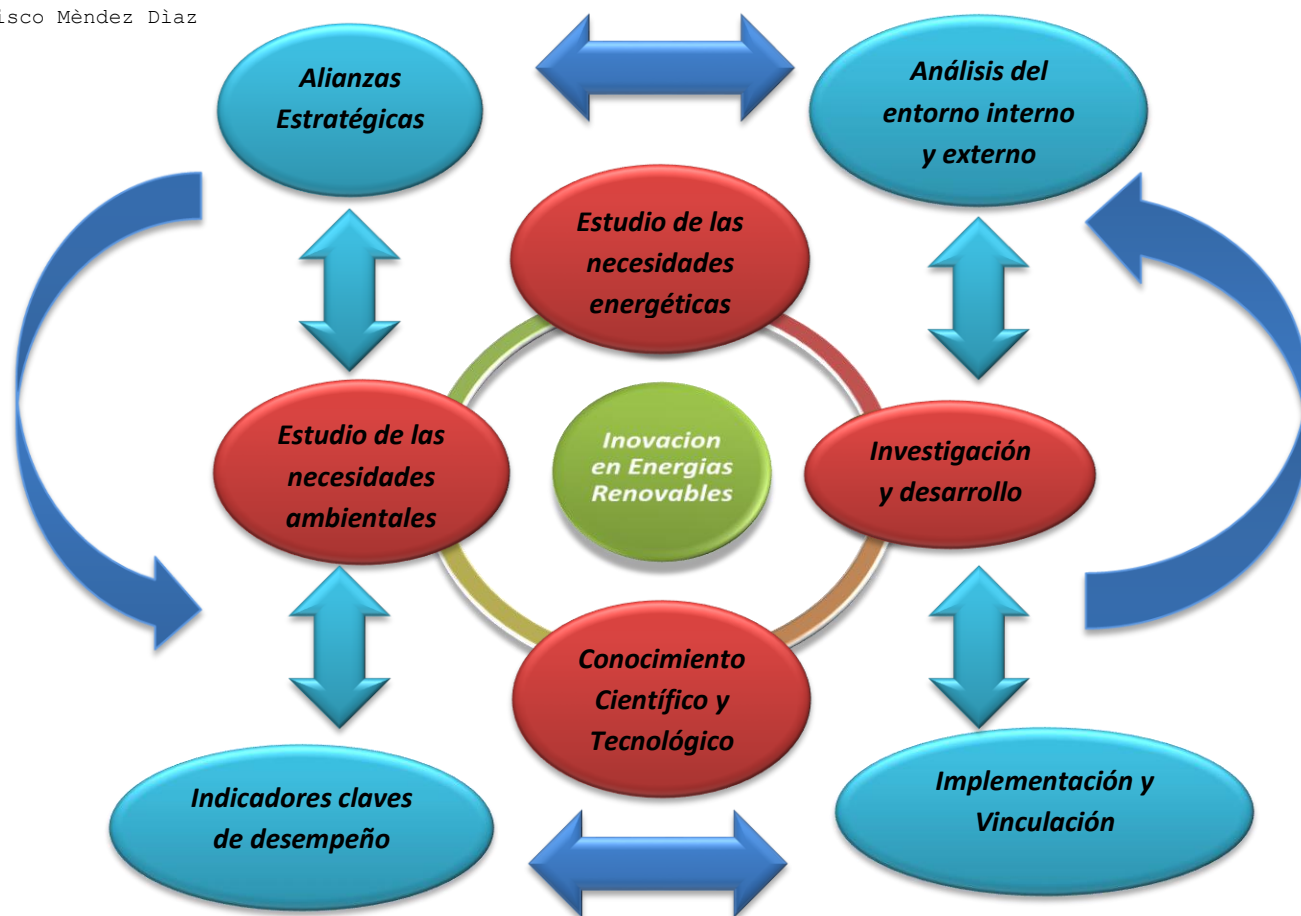 isco Mèndez Dìaz
Alianzas
Estratégicas
Análisis del
entorno interno
y externo
Estudio de las
necesidades
energéticas
Estudio de las
necesidades
ambientales
Inovacion
en Energias
Renovables
Investigación
y desarrollo
Conocimiento
Científico y
Tecnológico
Indicadores claves
de desempeño
Implementación y
Vinculación